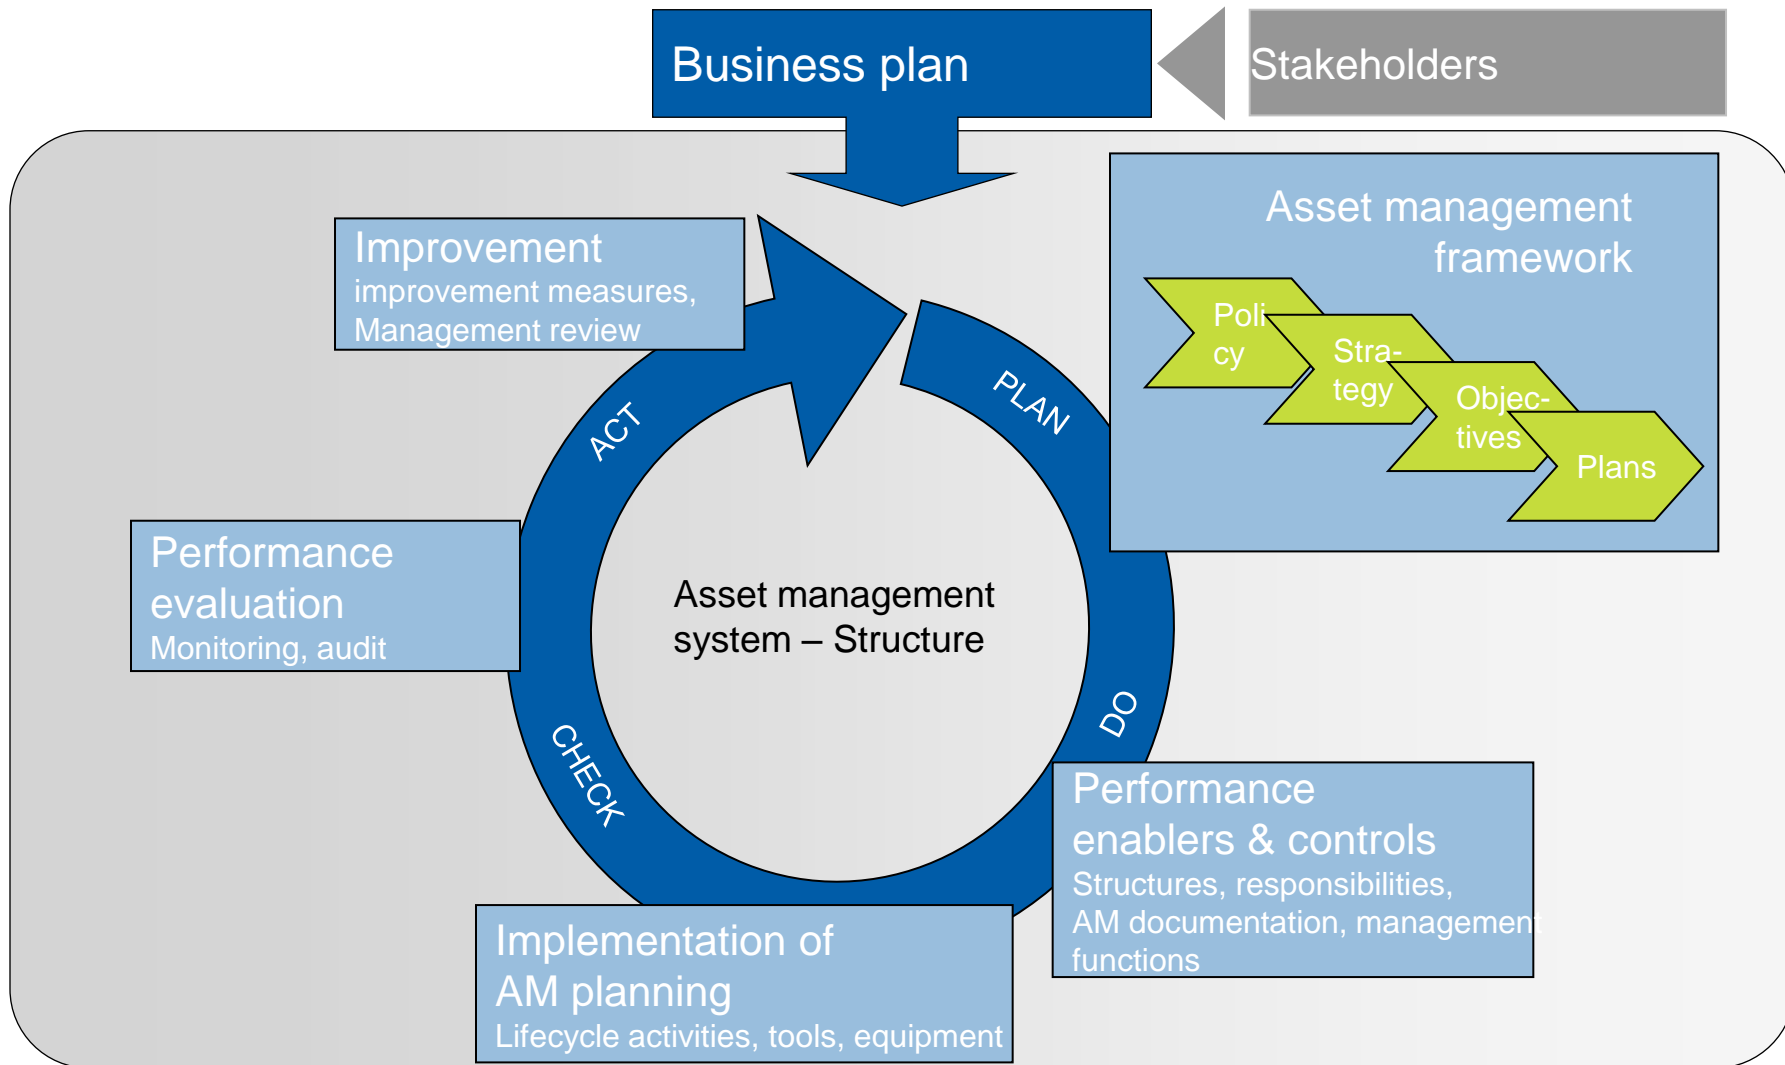 Business plan
Stakeholders
Asset management
framework
Poli
cy
Stra-
tegy
Objec-
tives
Plans
Improvement
improvement measures,
Management review
PLAN
ACT
Performance
evaluation
Monitoring, audit
Asset management
system – Structure
DO
CHECK
Performance
enablers & controls
Structures, responsibilities,
AM documentation, management
functions
Implementation of
AM planning
Lifecycle activities, tools, equipment